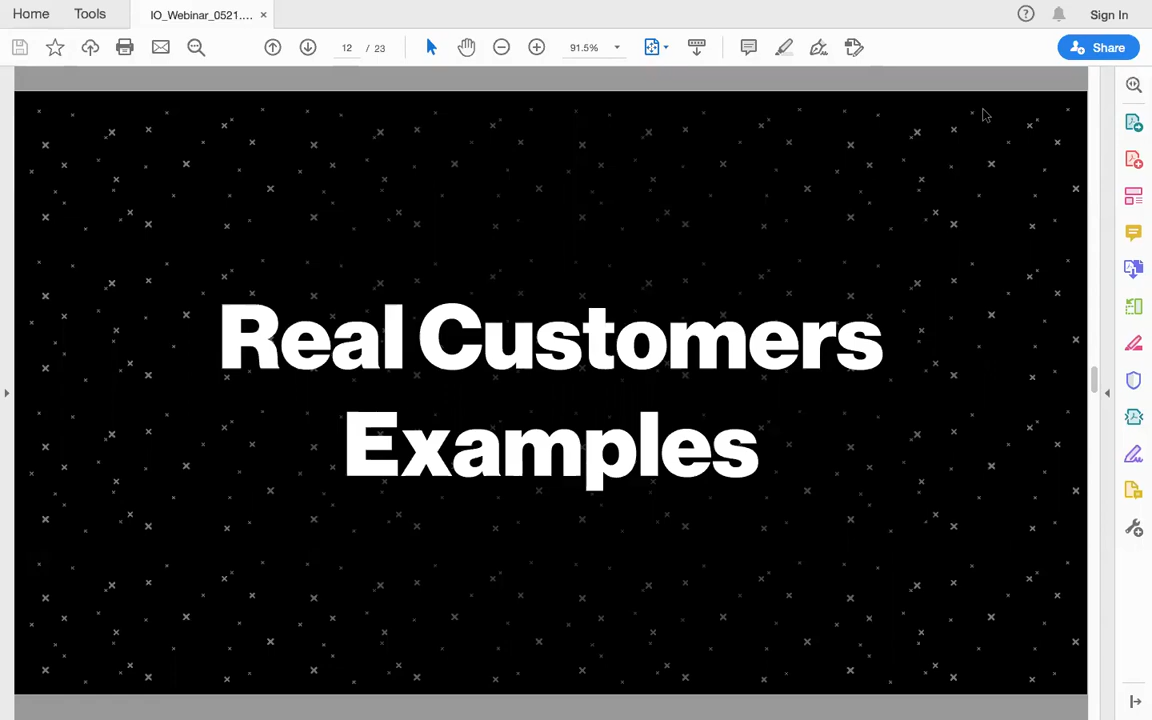 Home
Tools
IO_Webinar_0521....
Sign In
12 / 23
91.5%
Share
Real Customers
Examples